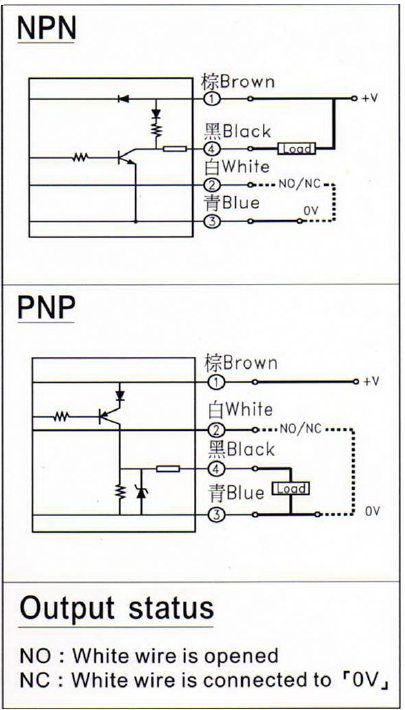 NPN
棕Brown
① +V
黑Black
④ Load
白White
② NO/NC
青Blue
0V
③
PNP
棕Brown
① +V
白White
② NO/NC
黑Black
④
青Blue Load
③ 0V
Output status
NO : White wire is opened
NC : White wire is connected to「0V」